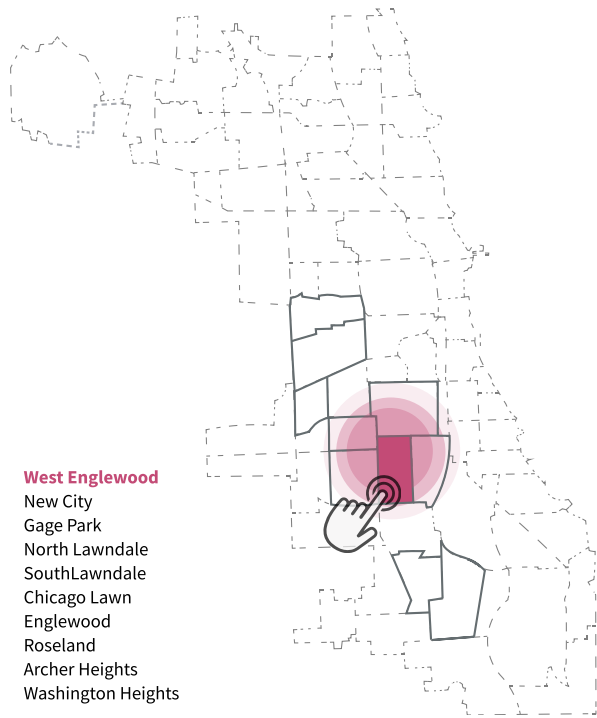 West Englewood
New City
Gage Park
North Lawndale
SouthLawndale
Chicago Lawn
Englewood
Roseland
Archer Heights
Washington Heights